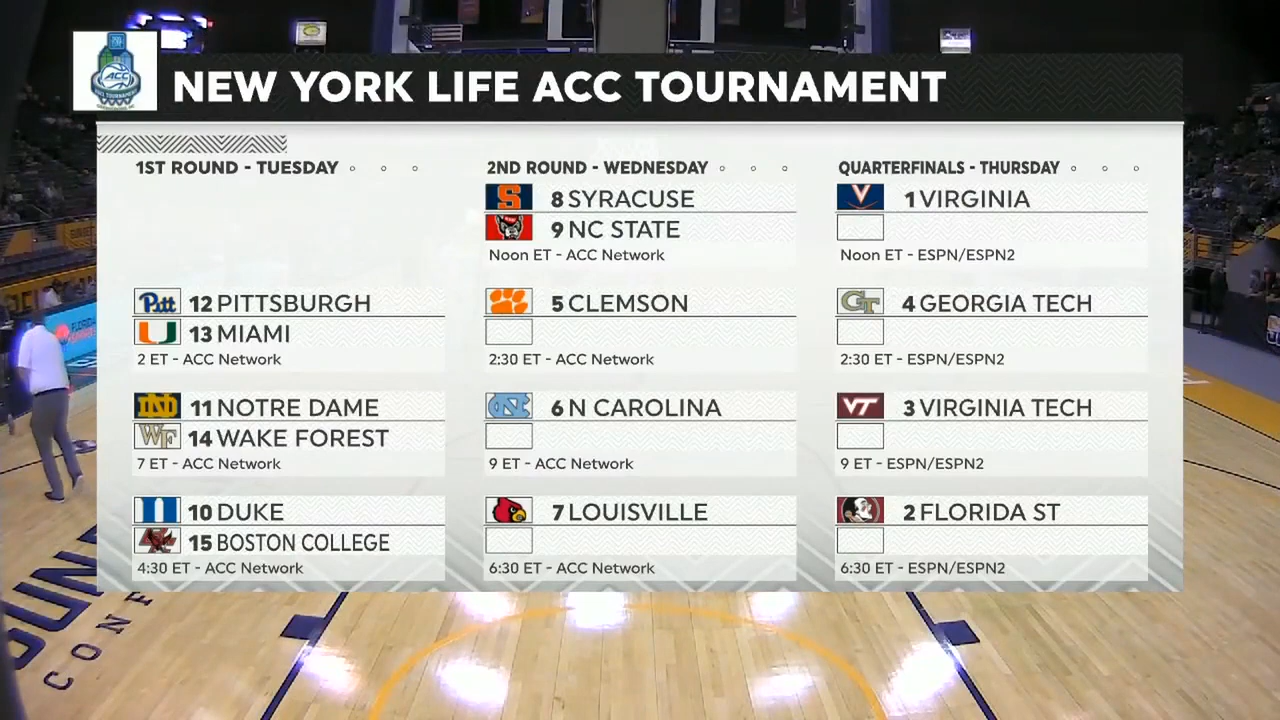 NEW YORK LIFE ACC TOURNAMENT
ACC
1ST ROUND - TUESDAY
12 PITTSBURGH
13 MIAMI
2 ET - ACC Network
11 NOTRE DAME
14 WAKE FOREST
7 ET - ACC Network
10 DUKE
15 BOSTON COLLEGE
4:30 ET - ACC Network
2ND ROUND - WEDNESDAY
8 SYRACUSE
9 NC STATE
Noon ET - ACC Network
5 CLEMSON
2:30 ET - ACC Network
6 N CAROLINA
9 ET - ACC Network
7 LOUISVILLE
6:30 ET - ACC Network
QUARTERFINALS - THURSDAY
1 VIRGINIA
Noon ET - ESPN/ESPN2
4 GEORGIA TECH
2:30 ET - ESPN/ESPN2
3 VIRGINIA TECH
9 ET - ESPN/ESPN2
2 FLORIDA ST
6:30 ET - ESPN/ESPN2
Pitt
WF
GT
VT